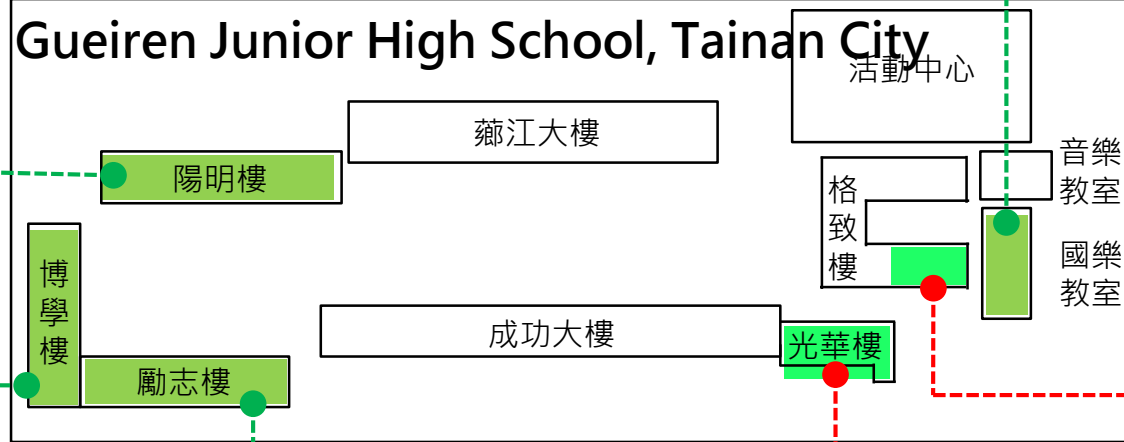 Gueiren Junior High School, Tainan City
活動中心
薌江大樓
陽明樓
音樂
教室
格
致
樓
國樂
教室
博
學
樓
成功大樓
光華樓
勵志樓